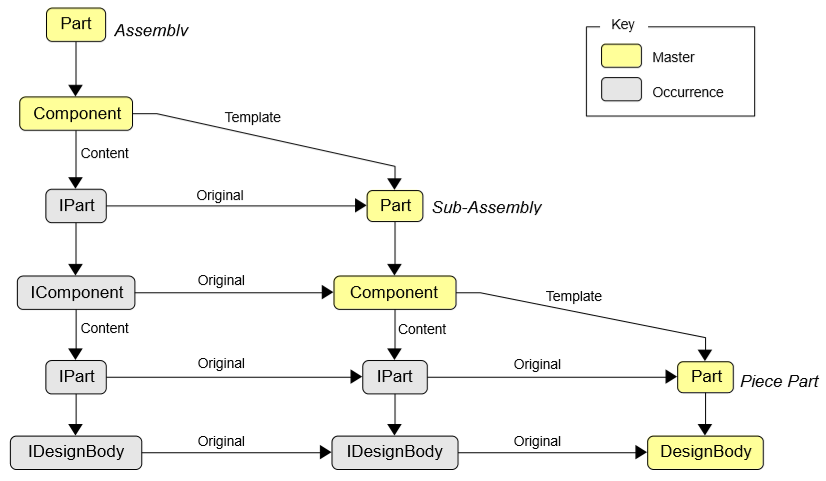 Part
Assembly
Key
Master
Occurrence
Component
Template
Content
IPart
Original
Part
Sub-Assembly
IComponent
Original
Component
Template
Content
Content
IPart
Original
IPart
Original
Part
Piece Part
IDesignBody
Original
IDesignBody
Original
DesignBody